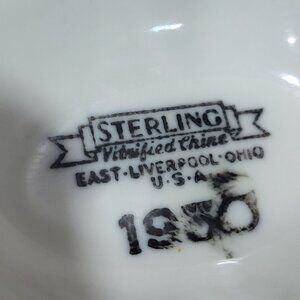 STERLING
Vitrified China
EAST·LIVERPOOL·OHIO
U·S·A